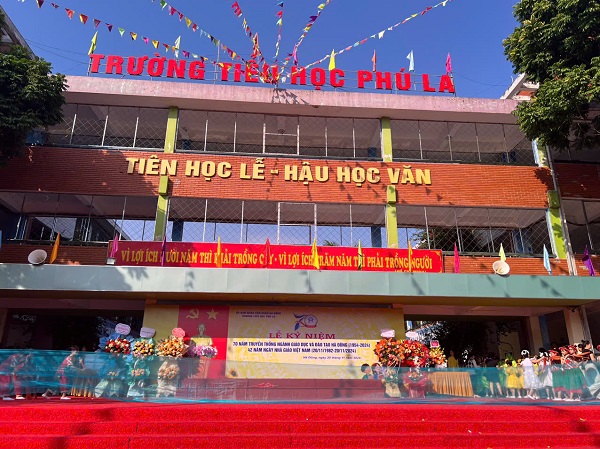 TRƯỜNG TIỂU HỌC PHÚ LA
TIÊN HỌC LỄ - HẬU HỌC VĂN
VÌ LỢI ÍCH MƯỜI NĂM THÌ PHẢI TRỒNG CÂY - VÌ LỢI ÍCH TRĂM NĂM THÌ PHẢI TRỒNG NGƯỜI
LỄ KỶ NIỆM
70 NĂM TRUYỀN THỐNG NGÀNH GIÁO DỤC VÀ ĐÀO TẠO HÀ ĐÔNG (1954-2024)
42 NĂM NGÀY NHÀ GIÁO VIỆT NAM (20/11/1982-20/11/2024)